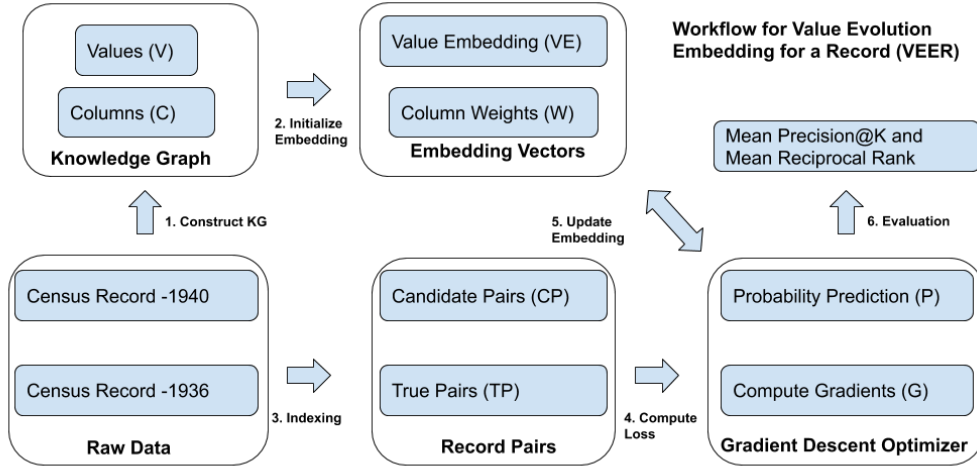 Workflow for Value Evolution
Embedding for a Record (VEER)
Values (V)
Columns (C)
Knowledge Graph
2. Initialize
Embedding
Value Embedding (VE)
Column Weights (W)
Embedding Vectors
Mean Precision@K and
Mean Reciprocal Rank
1. Construct KG
5. Update
Embedding
6. Evaluation
Census Record -1940
Census Record -1936
Raw Data
3. Indexing
Candidate Pairs (CP)
True Pairs (TP)
Record Pairs
4. Compute
Loss
Probability Prediction (P)
Compute Gradients (G)
Gradient Descent Optimizer